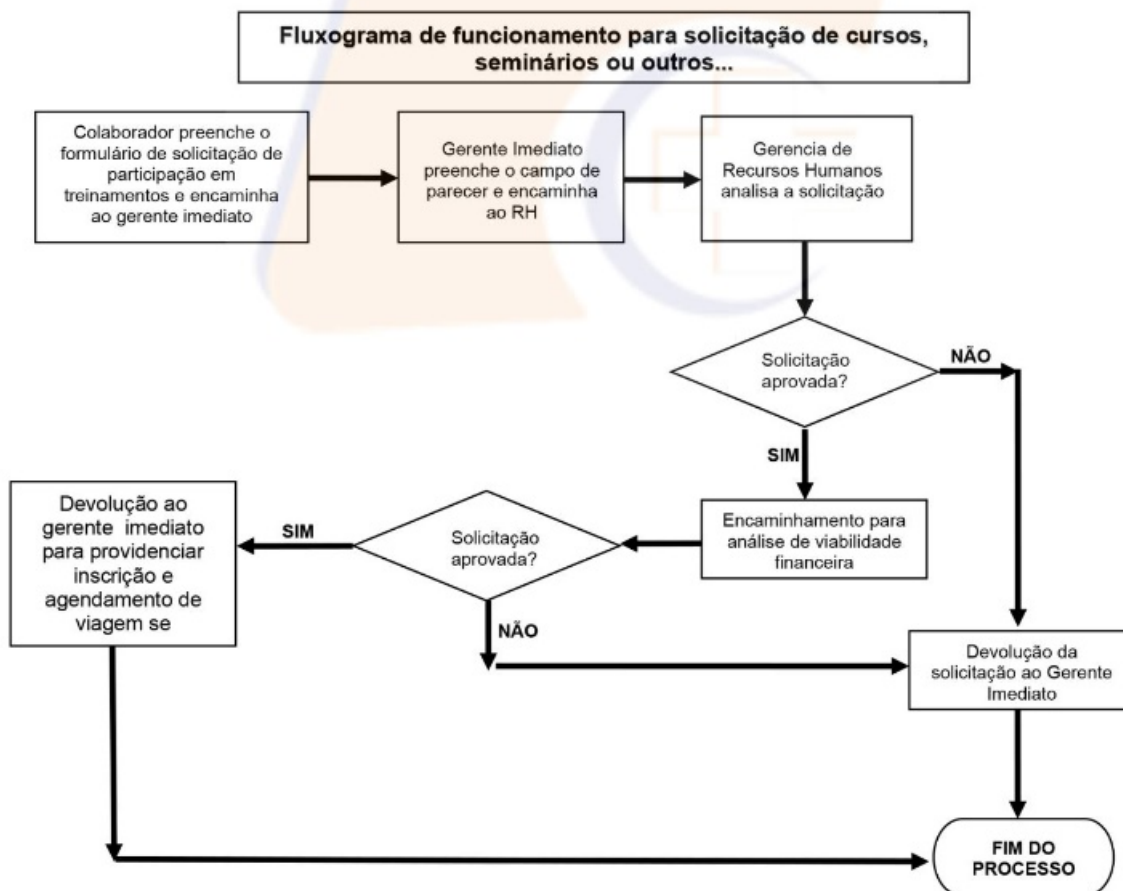 Fluxograma de funcionamento para solicitação de cursos,
seminários ou outros...
Colaborador preenche o
formulário de solicitação de
participação em
treinamentos e encaminha
ao gerente imediato
Gerente Imediato
preenche o campo de
parecer e encaminha
ao RH
Gerencia de
Recursos Humanos
analisa a solicitação
Solicitação
aprovada?
NÃO
SIM
Encaminhamento para
análise de viabilidade
financeira
Solicitação
aprovada?
SIM
NÃO
Devolução ao
gerente imediato
para providenciar
inscrição e
agendamento de
viagem se
Devolução da
solicitação ao Gerente
Imediato
FIM DO
PROCESSO